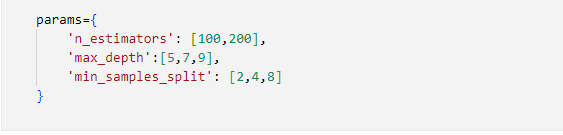 params={
    'n_estimators': [100,200],
    'max_depth':[5,7,9],
    'min_samples_split': [2,4,8]
}